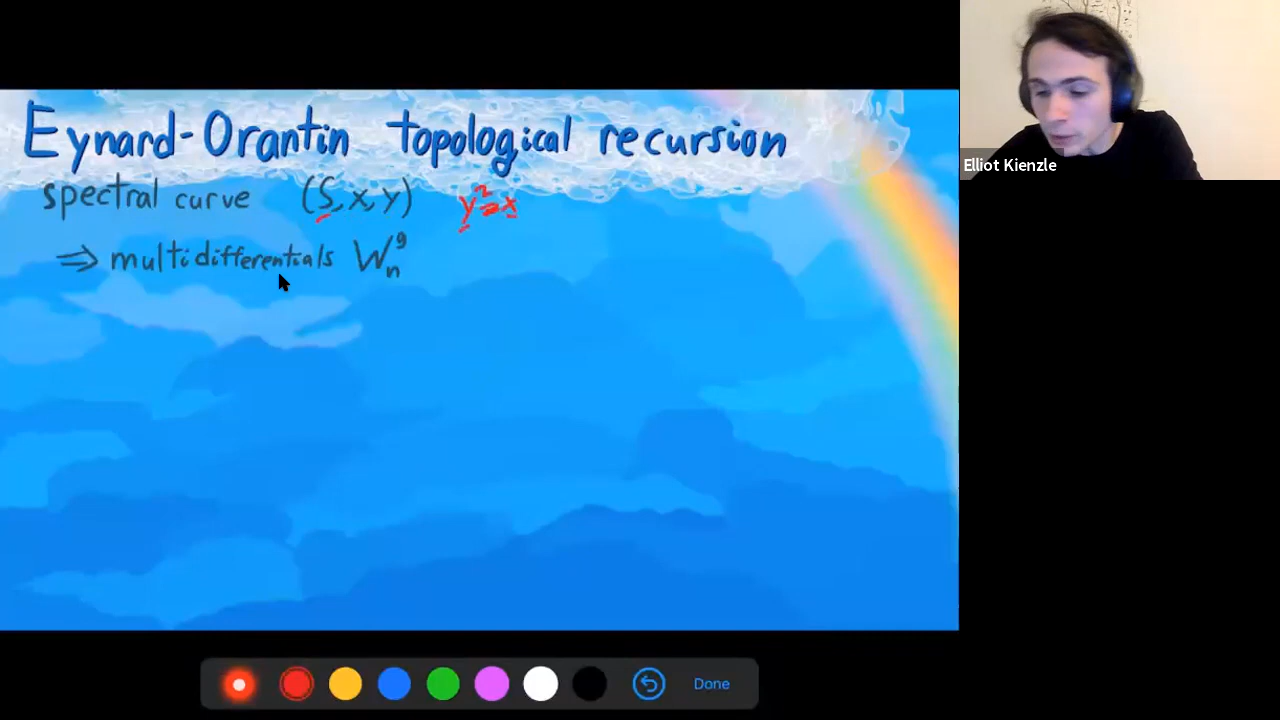 Eynard-Orantin topological recursion
spectral curve (S, x, y) y²=x
⇒ multidifferentials Wₙᵍ
Elliot Kienzle
Done